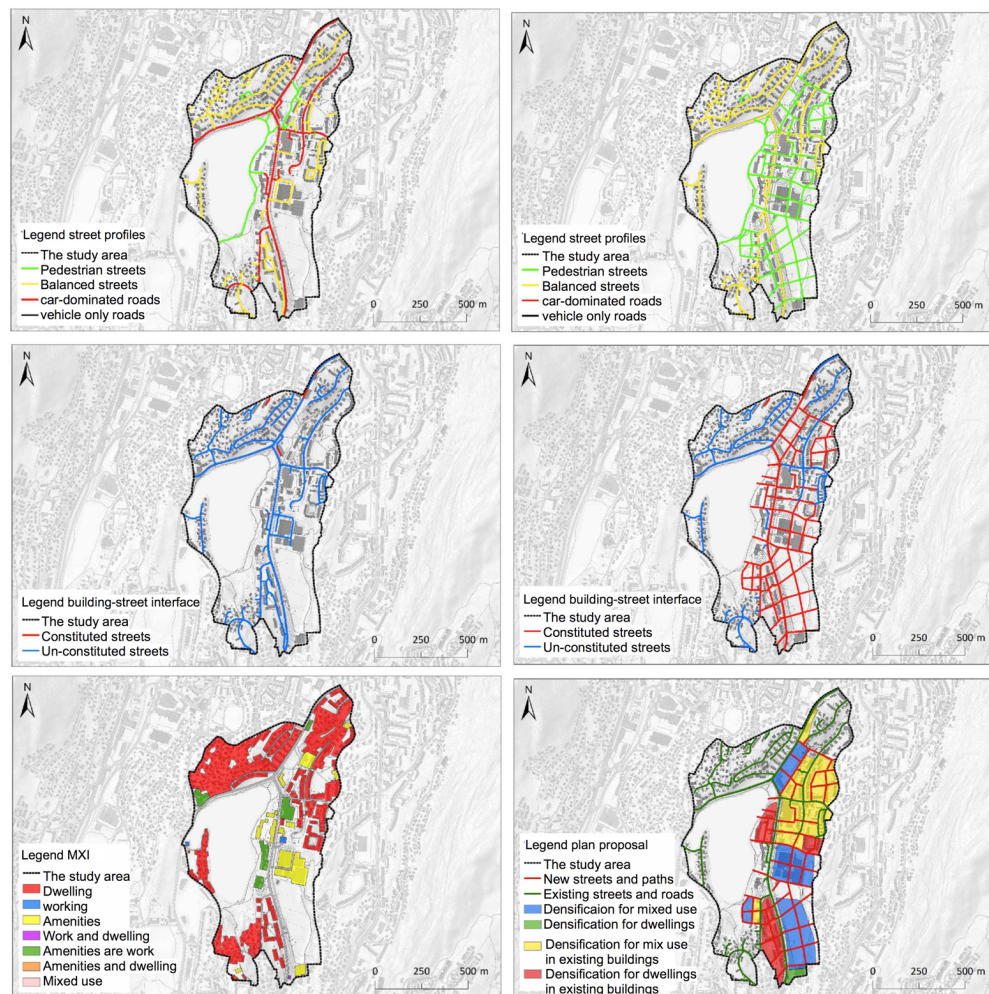 N
Legend street profiles
The study area
Pedestrian streets
Balanced streets
car-dominated roads
vehicle only roads
0 500 m
N
Legend street profiles
The study area
Pedestrian streets
Balanced streets
car-dominated roads
vehicle only roads
0 500 m
N
Legend building-street interface
The study area
Constituted streets
Un-constituted streets
0 500 m
N
Legend building-street interface
The study area
Constituted streets
Un-constituted streets
0 500 m
N
Legend MXI
The study area
Dwelling
working
Amenities
Work and dwelling
Amenities are work
Amenities and dwelling
Mixed use
0 500 m
N
Legend plan proposal
The study area
New streets and paths
Existing streets and roads
Densificaion for mixed use
Densification for dwellings
Densification for mix use
in existing buildings
Densification for dwellings
in existing buildings
0 500 m